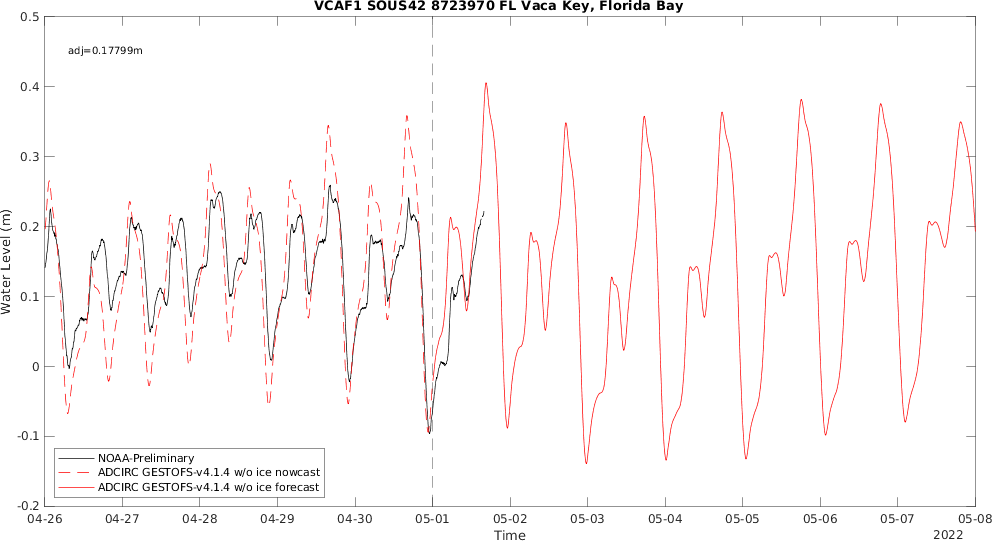 VCAF1 SOUS42 8723970 FL Vaca Key, Florida Bay
adj=0.17799m
0.5
0.4
0.3
0.2
0.1
0
-0.1
-0.2
Water Level (m)
NOAA-Preliminary
ADCIRC GESTOFS-v4.1.4 w/o ice nowcast
ADCIRC GESTOFS-v4.1.4 w/o ice forecast
04-26 04-27 04-28 04-29 04-30 05-01 05-02 05-03 05-04 05-05 05-06 05-07 05-08
Time
2022